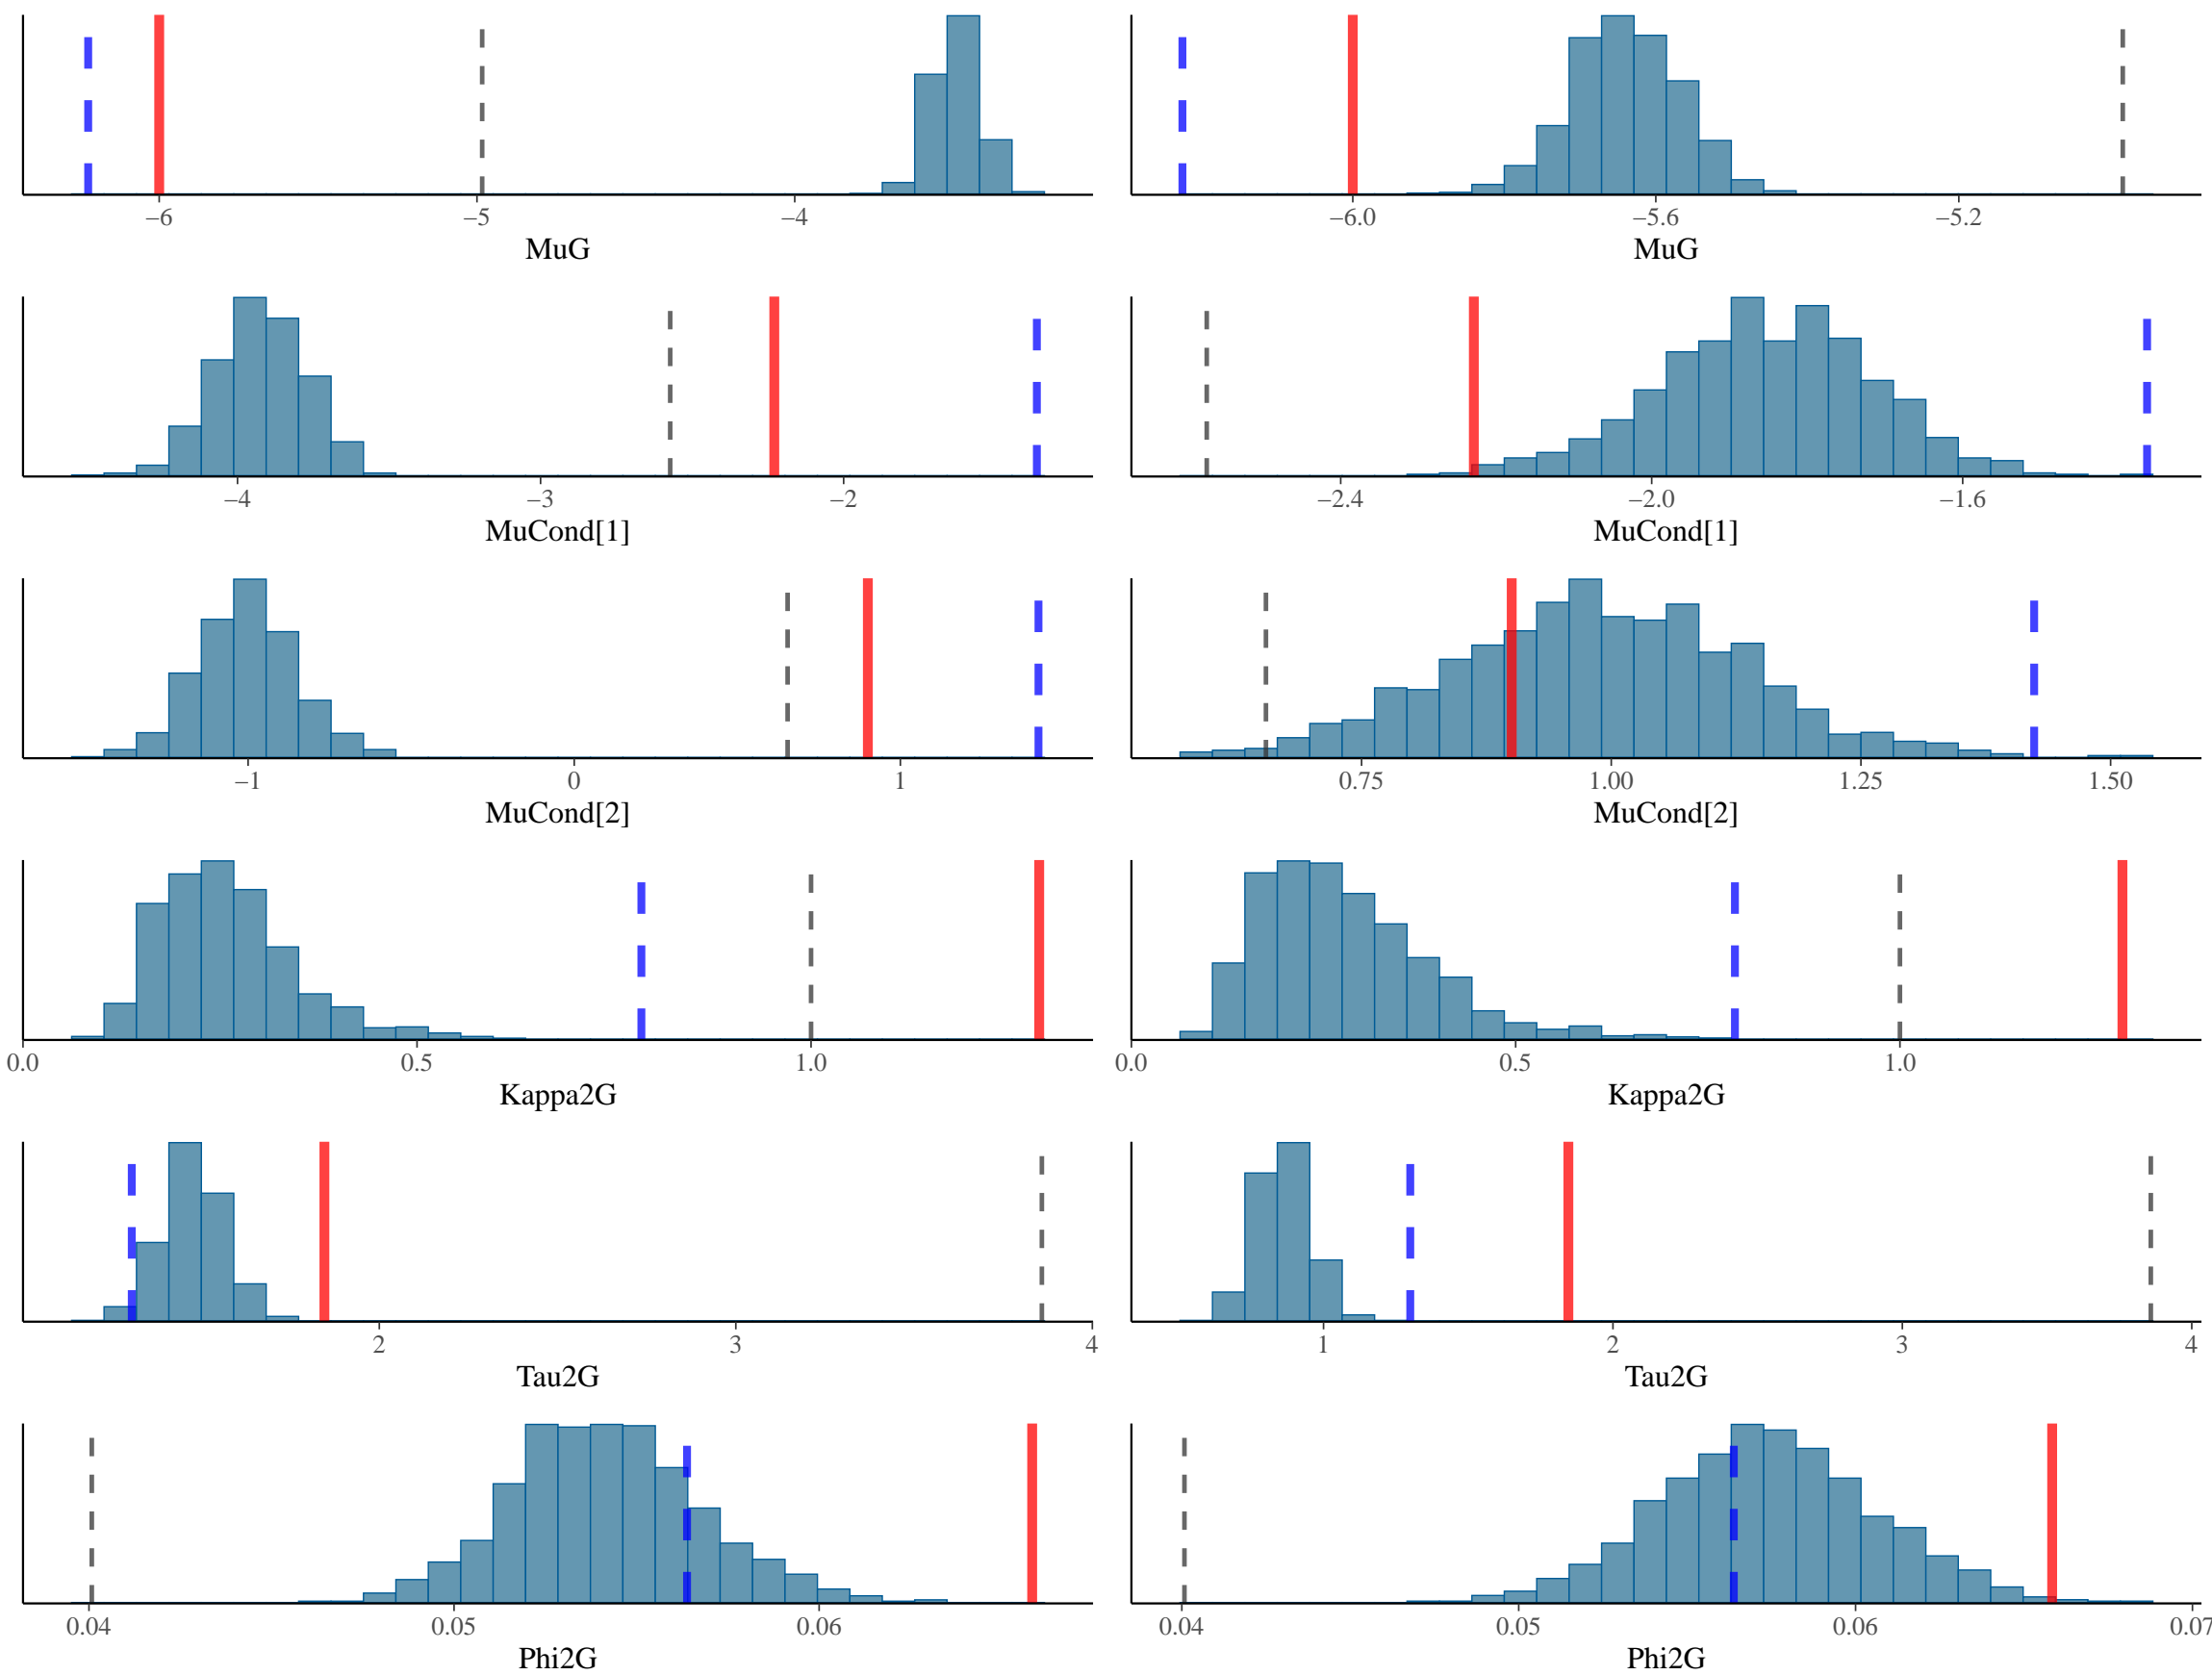 −6 −5 −4 −6.0 −5.6 −5.2
MuG MuG
−4 −3 −2 −2.4 −2.0 −1.6
MuCond[1] MuCond[1]
−1 0 1 0.75 1.00 1.25 1.50
MuCond[2] MuCond[2]
0.0 0.5 1.0 0.0 0.5 1.0
Kappa2G Kappa2G
2 3 4 1 2 3 4
Tau2G Tau2G
0.04 0.05 0.06 0.04 0.05 0.06 0.07
Phi2G Phi2G